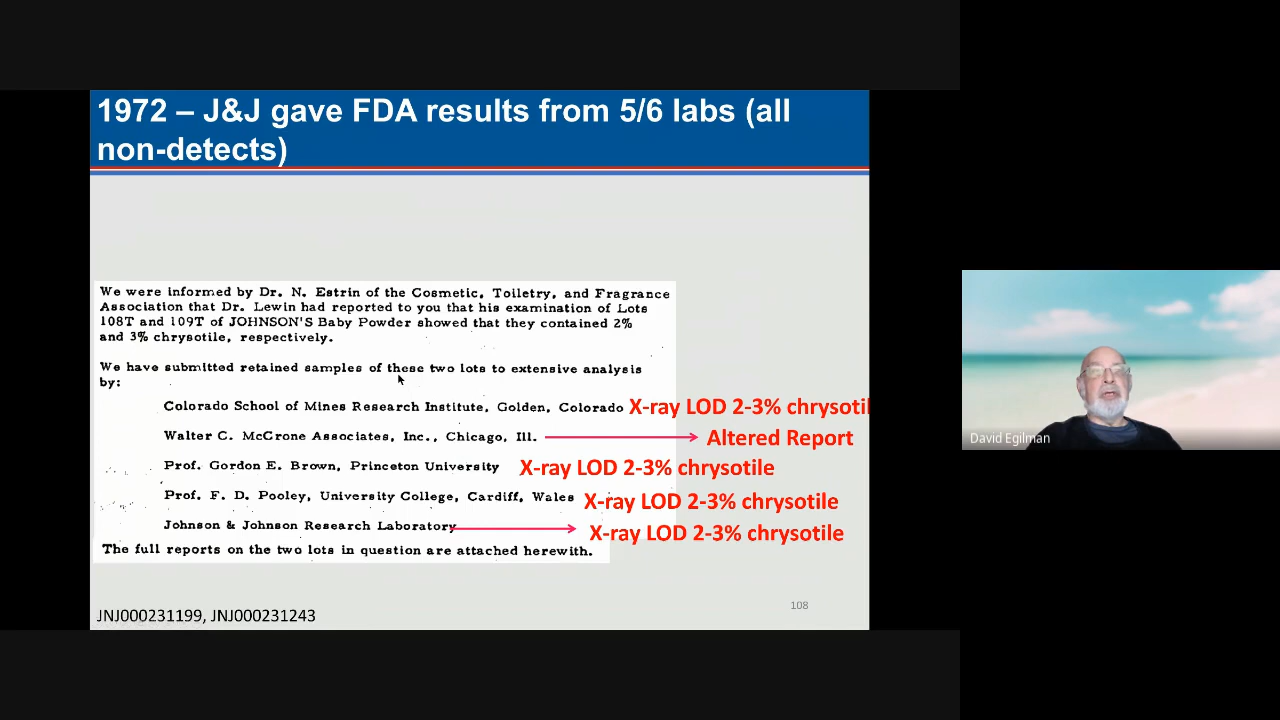 1972 – J&J gave FDA results from 5/6 labs (all
non-detects)
We were informed by Dr. N. Estrin of the Cosmetic, Toiletry, and Fragrance
Association that Dr. Lewin had reported to you that his examination of Lots
108T and 109T of JOHNSON'S Baby Powder showed that they contained 2%
and 3% chrysotile, respectively.
We have submitted retained samples of these two lots to extensive analysis
by:
Colorado School of Mines Research Institute, Golden, Colorado X-ray LOD 2-3% chrysotil
Walter C. McCrone Associates, Inc., Chicago, Ill. Altered Report
Prof. Gordon E. Brown, Princeton University X-ray LOD 2-3% chrysotile
Prof. F. D. Pooley, University College, Cardiff, Wales X-ray LOD 2-3% chrysotile
Johnson & Johnson Research Laboratory X-ray LOD 2-3% chrysotile
The full reports on the two lots in question are attached herewith.
108
JNJ000231199, JNJ000231243
David Egilman